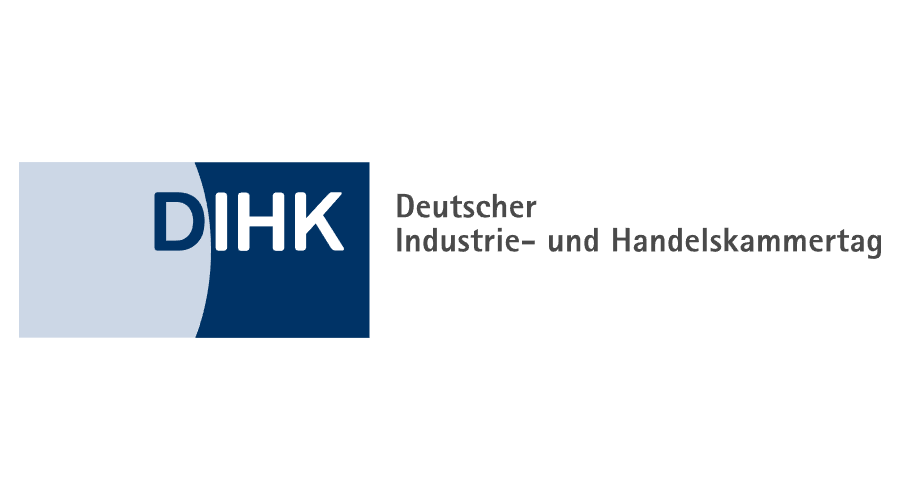 DIHK
Deutscher
Industrie- und Handelskammertag